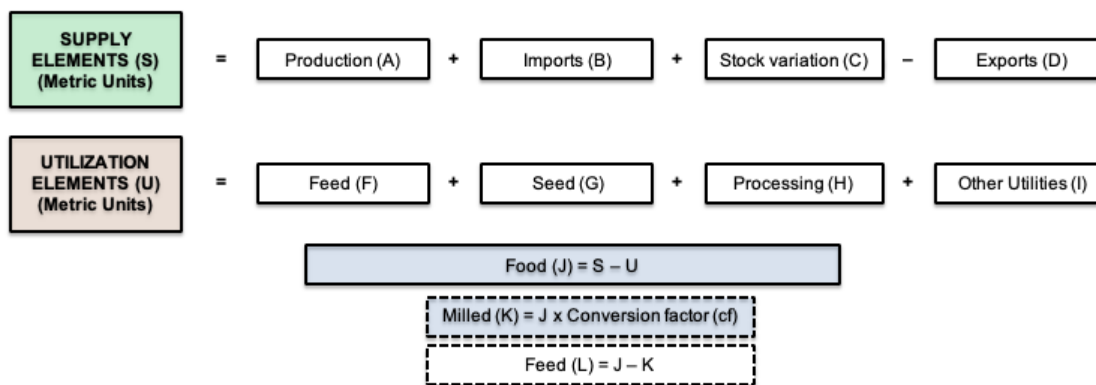 SUPPLY
ELEMENTS (S)
(Metric Units)
= Production (A) + Imports (B) + Stock variation (C) – Exports (D)
UTILIZATION
ELEMENTS (U)
(Metric Units)
= Feed (F) + Seed (G) + Processing (H) + Other Utilities (I)
Food (J) = S – U
Milled (K) = J x Conversion factor (cf)
Feed (L) = J – K